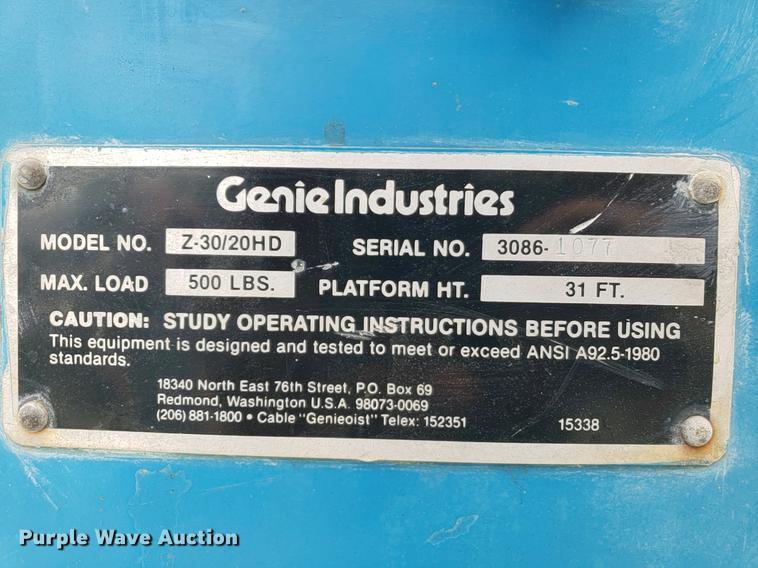 Genie Industries
MODEL NO. Z-30/20HD SERIAL NO. 3086-1077
MAX. LOAD 500 LBS. PLATFORM HT. 31 FT.
CAUTION: STUDY OPERATING INSTRUCTIONS BEFORE USING
This equipment is designed and tested to meet or exceed ANSI A92.5-1980
standards.
18340 North East 76th Street, P.O. Box 69
Redmond, Washington U.S.A. 98073-0069
(206) 881-1800 • Cable "Genieoist" Telex: 152351 15338
Purple Wave Auction